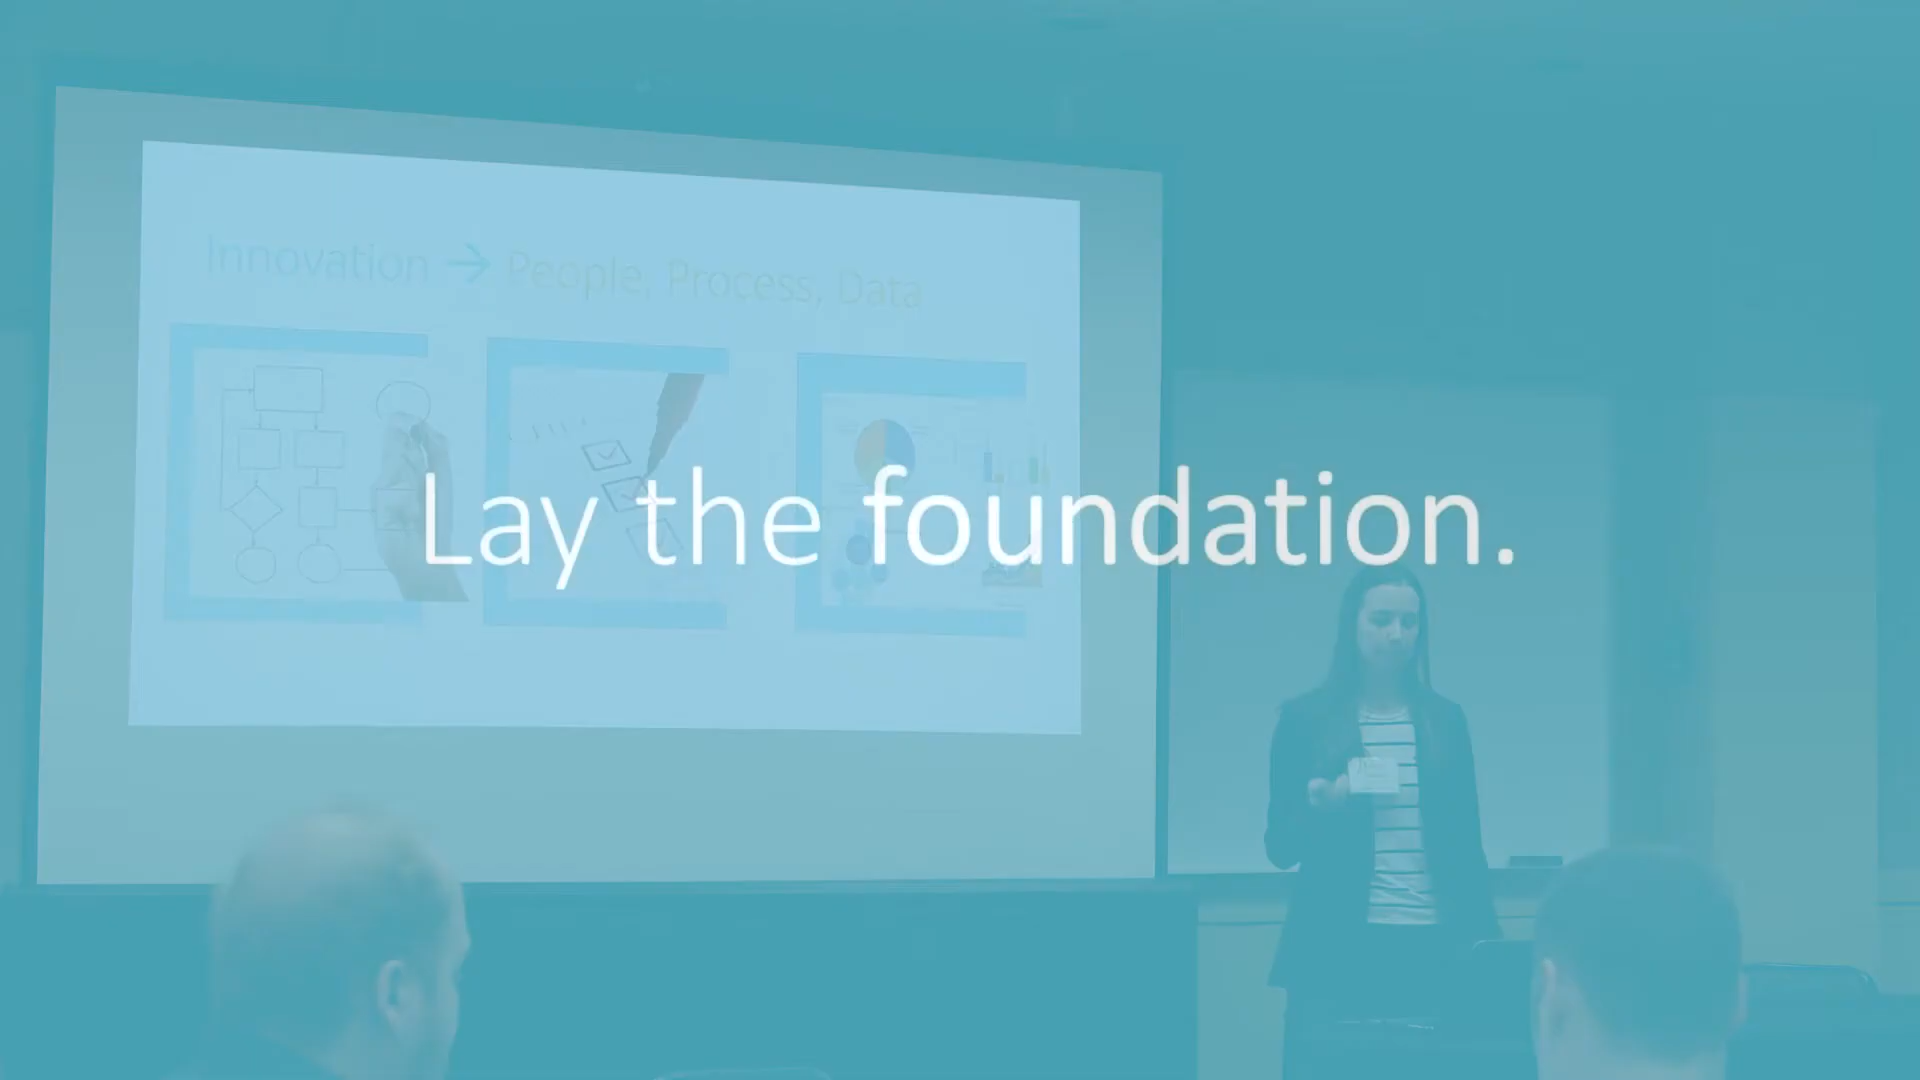 Innovation → People, Process, Data
Lay the foundation.